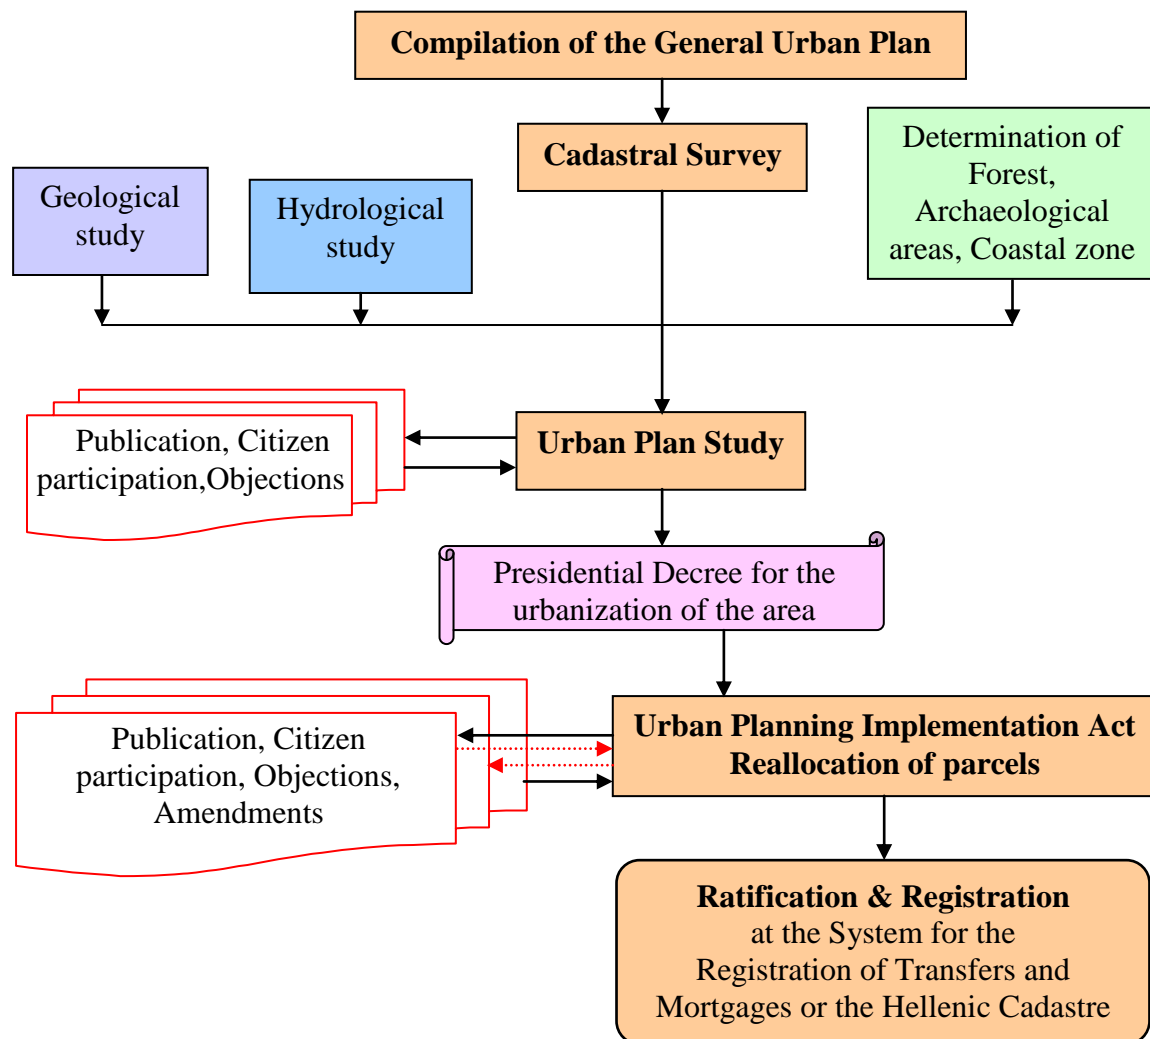 Compilation of the General Urban Plan
Cadastral Survey
Determination of
Forest,
Archaeological
areas, Coastal zone
Geological
study
Hydrological
study
Urban Plan Study
Publication, Citizen
participation,Objections
Presidential Decree for the
urbanization of the area
Urban Planning Implementation Act
Reallocation of parcels
Publication, Citizen
participation, Objections,
Amendments
Ratification & Registration
at the System for the
Registration of Transfers and
Mortgages or the Hellenic Cadastre